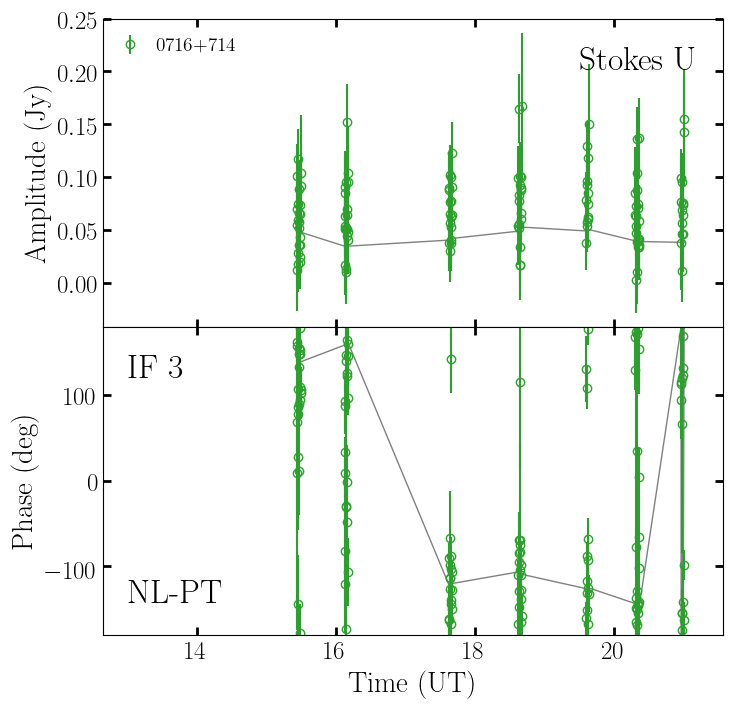 0716+714
Stokes U
0.25
0.20
0.15
0.10
0.05
0.00
Amplitude (Jy)
IF 3
NL-PT
100
0
−100
Phase (deg)
14
16
18
20
Time (UT)